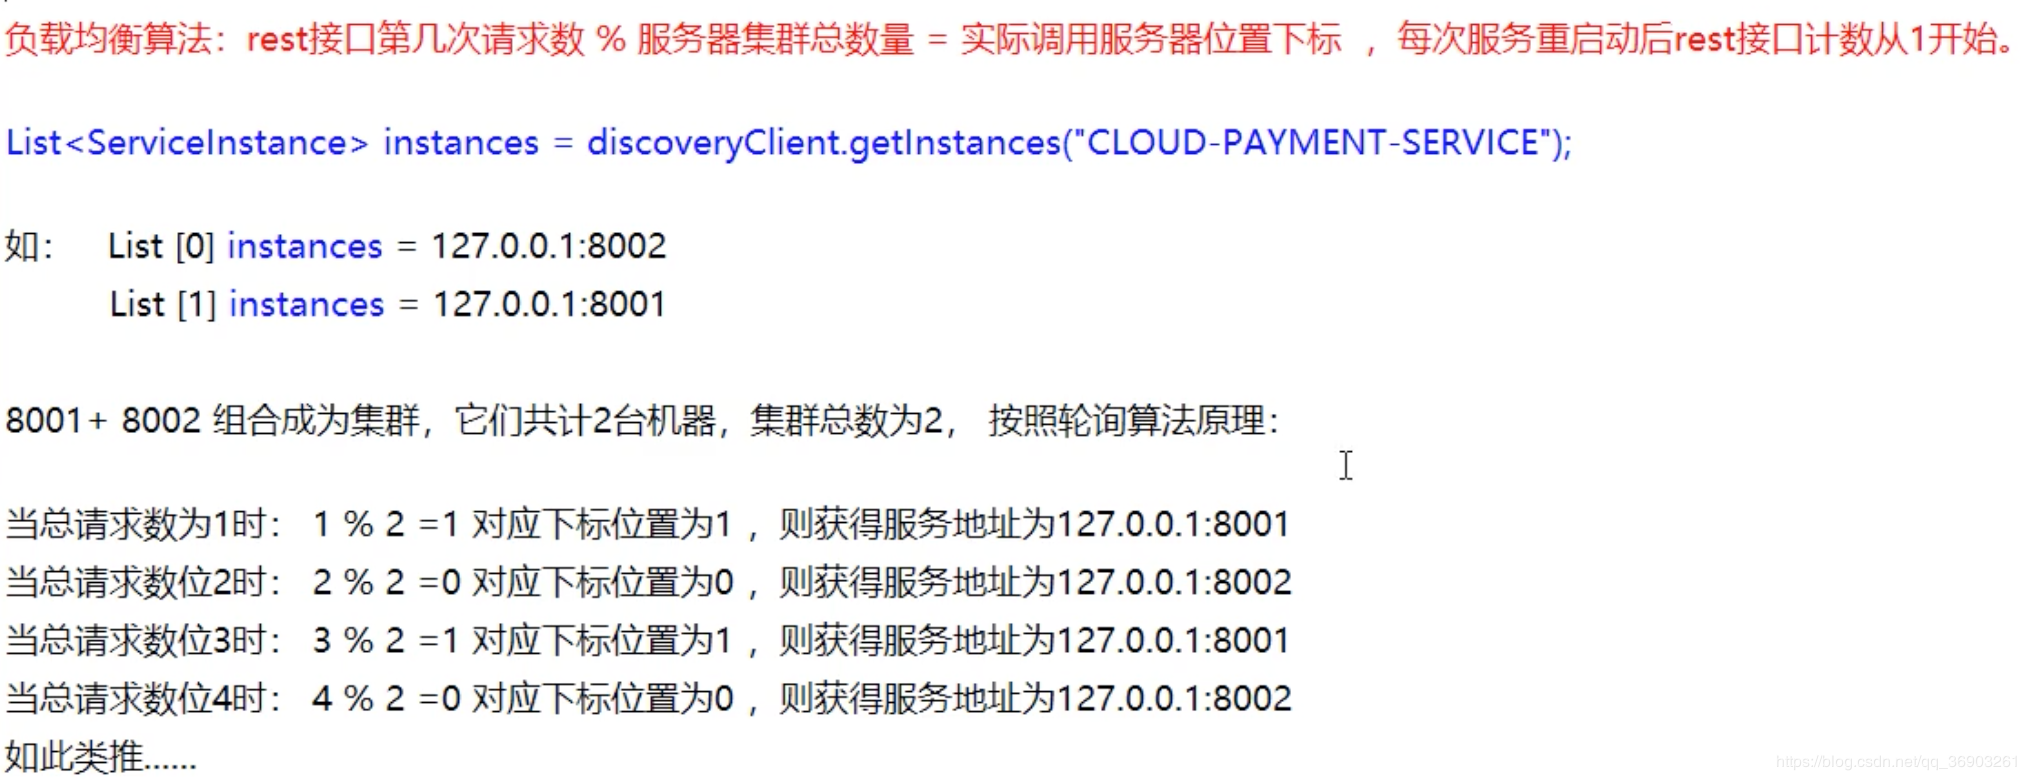 负载均衡算法：rest接口第几次请求数 % 服务器集群总数量 = 实际调用服务器位置下标 ，每次服务重启动后rest接口计数从1开始。
List<ServiceInstance> instances = discoveryClient.getInstances("CLOUD-PAYMENT-SERVICE");
如： List [0] instances = 127.0.0.1:8002
List [1] instances = 127.0.0.1:8001
8001+ 8002 组合成为集群，它们共计2台机器，集群总数为2， 按照轮询算法原理：
当总请求数为1时： 1 % 2 =1 对应下标位置为1 ，则获得服务地址为127.0.0.1:8001
当总请求数位2时： 2 % 2 =0 对应下标位置为0 ，则获得服务地址为127.0.0.1:8002
当总请求数位3时： 3 % 2 =1 对应下标位置为1 ，则获得服务地址为127.0.0.1:8001
当总请求数位4时： 4 % 2 =0 对应下标位置为0 ，则获得服务地址为127.0.0.1:8002
如此类推......
https://blog.csdn.net/qq_36903261